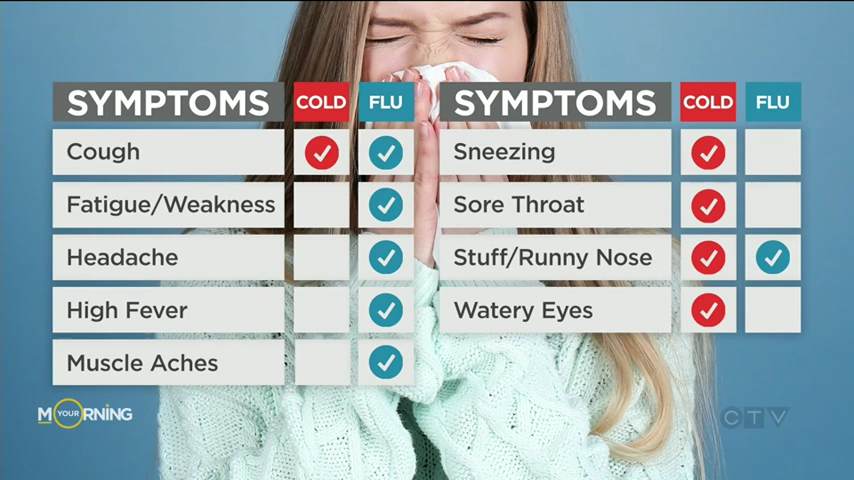 SYMPTOMS COLD FLU
Cough
Fatigue/Weakness
Headache
High Fever
Muscle Aches
SYMPTOMS COLD FLU
Sneezing
Sore Throat
Stuff/Runny Nose
Watery Eyes
YOUR
MORNING
CTV